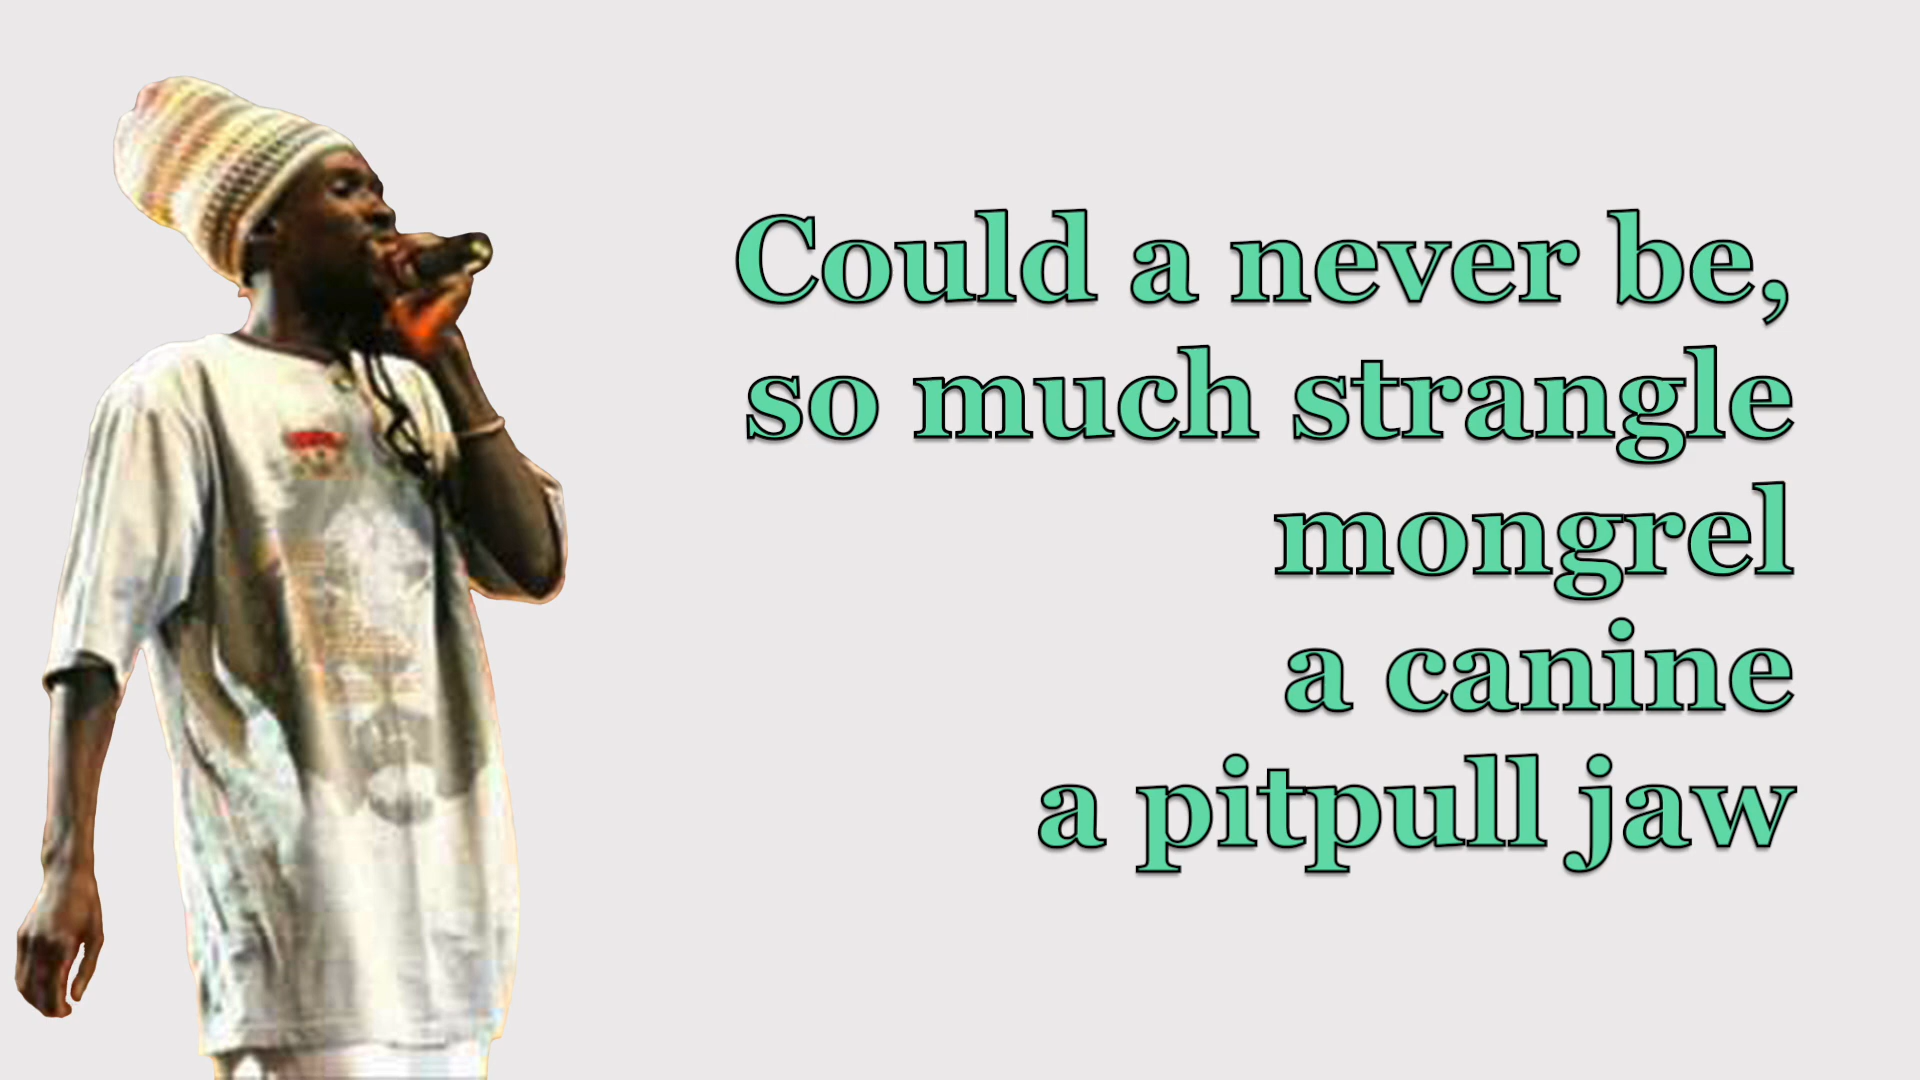 Could a never be,
so much strangle
mongrel
a canine
a pitpull jaw